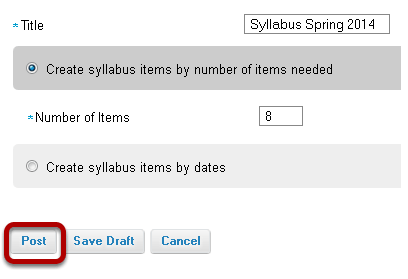 *Title Syllabus Spring 2014
Create syllabus items by number of items needed
*Number of Items 8
Create syllabus items by dates
Post Save Draft Cancel